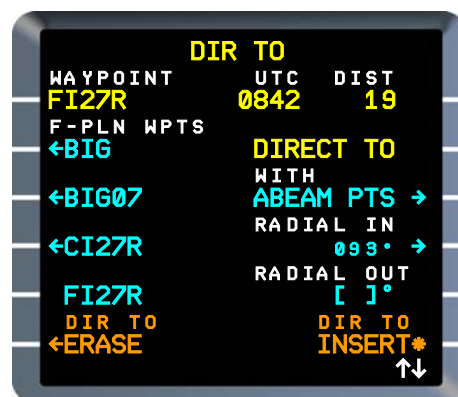 DIR TO
WAYPOINT UTC DIST
FI27R 0842 19
F-PLN WPTS
←BIG DIRECT TO
WITH
←BIG07 ABEAM PTS →
RADIAL IN
←CI27R 093° →
RADIAL OUT
FI27R [ ]°
DIR TO DIR TO
←ERASE INSERT*
↑↓